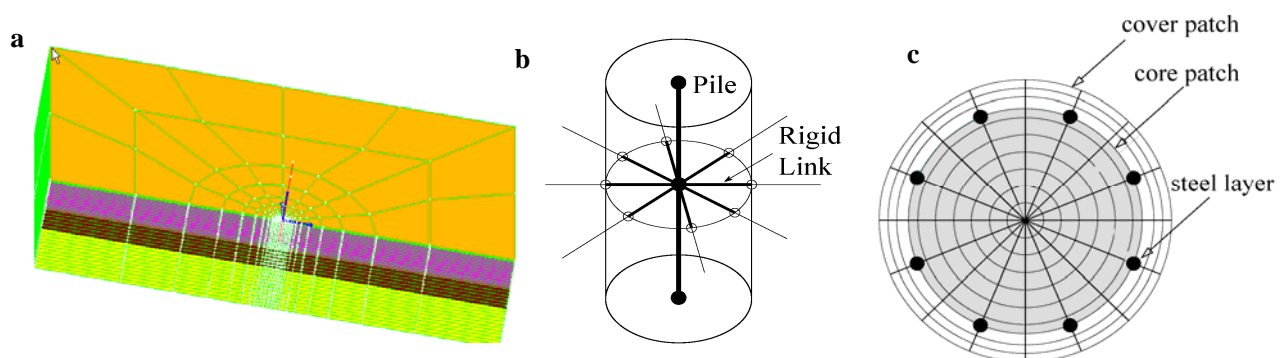 a
b
Pile
Rigid
Link
c
cover patch
core patch
steel layer